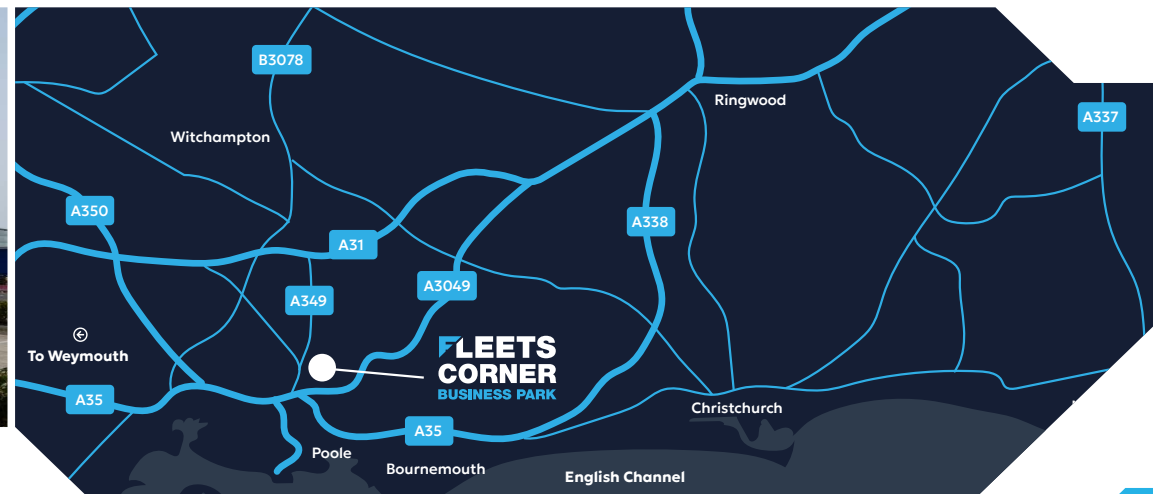 B3078
Ringwood
A337
Witchampton
A350
A338
A31
A3049
A349
To Weymouth
FLEETS
CORNER
BUSINESS PARK
A35
Christchurch
A35
Poole
Bournemouth
English Channel